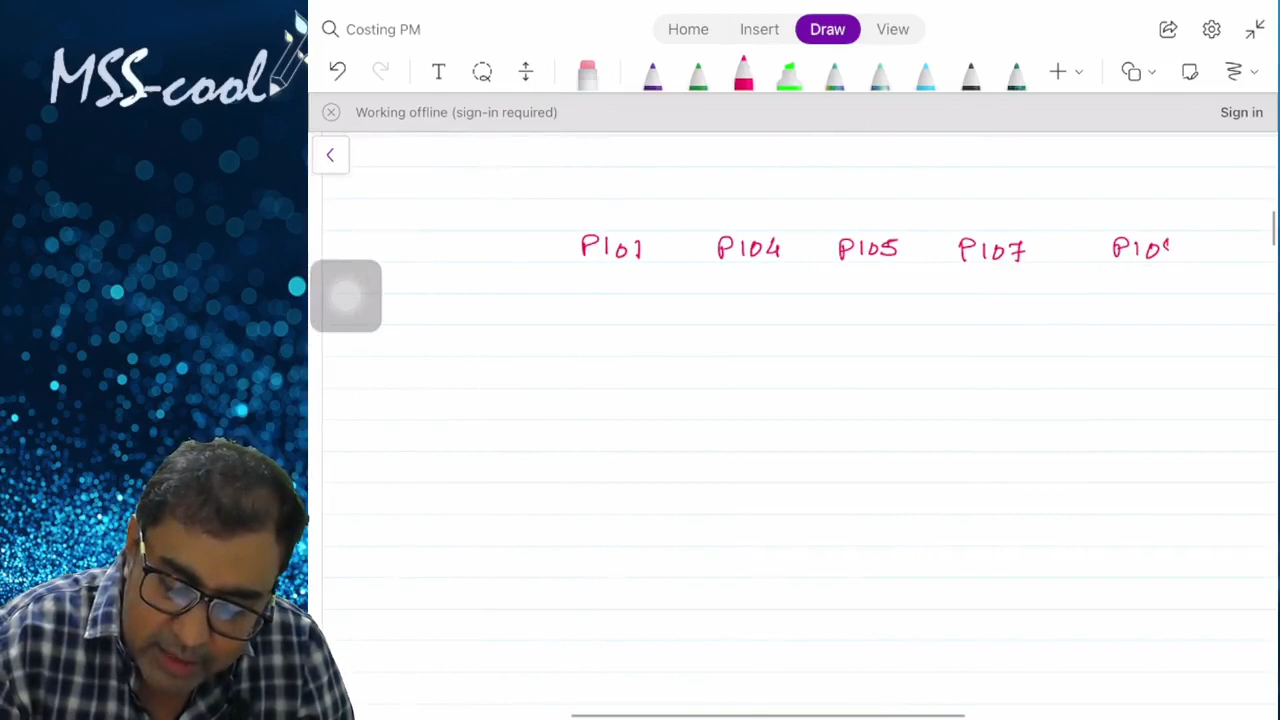 MSS-cool
Costing PM
Home Insert Draw View
T
Working offline (sign-in required)
Sign in
P101 P104 P105 P107